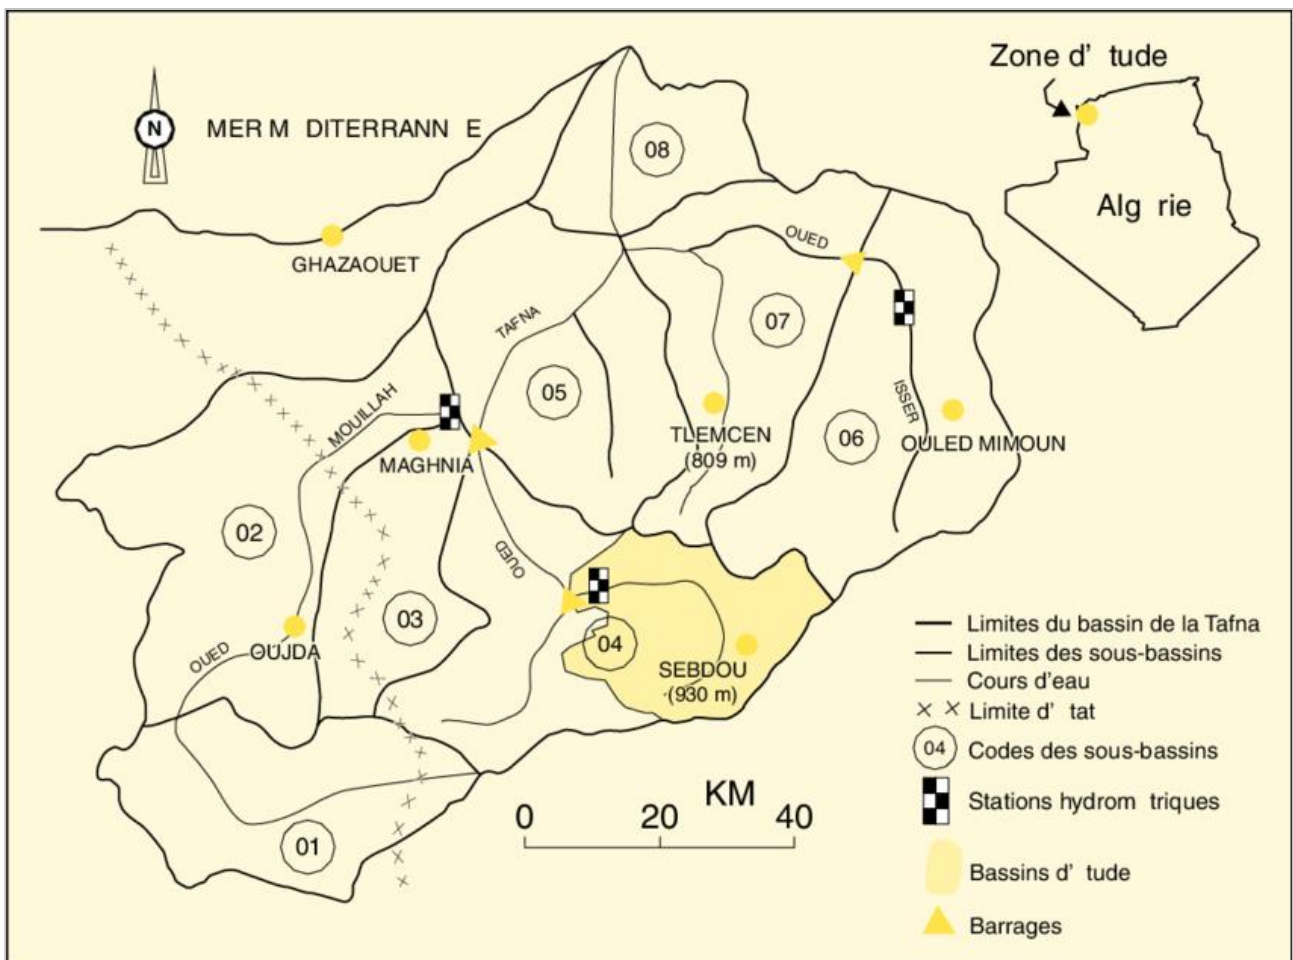 Zone d' tude
N
MER M DITERRANN E
08
Alg rie
GHAZAOUET
OUED
TAFNA
07
05
MOUILLAH
ISSER
TLEMCEN
(809 m)
06
OULED MIMOUN
MAGHNIA
02
OUED
03
04
OUED
OUJDA
SEBDOU
(930 m)
01
KM
0 20 40
Limites du bassin de la Tafna
Limites des sous-bassins
Cours d'eau
Limite d' tat
04 Codes des sous-bassins
Stations hydrom triques
Bassins d' tude
Barrages